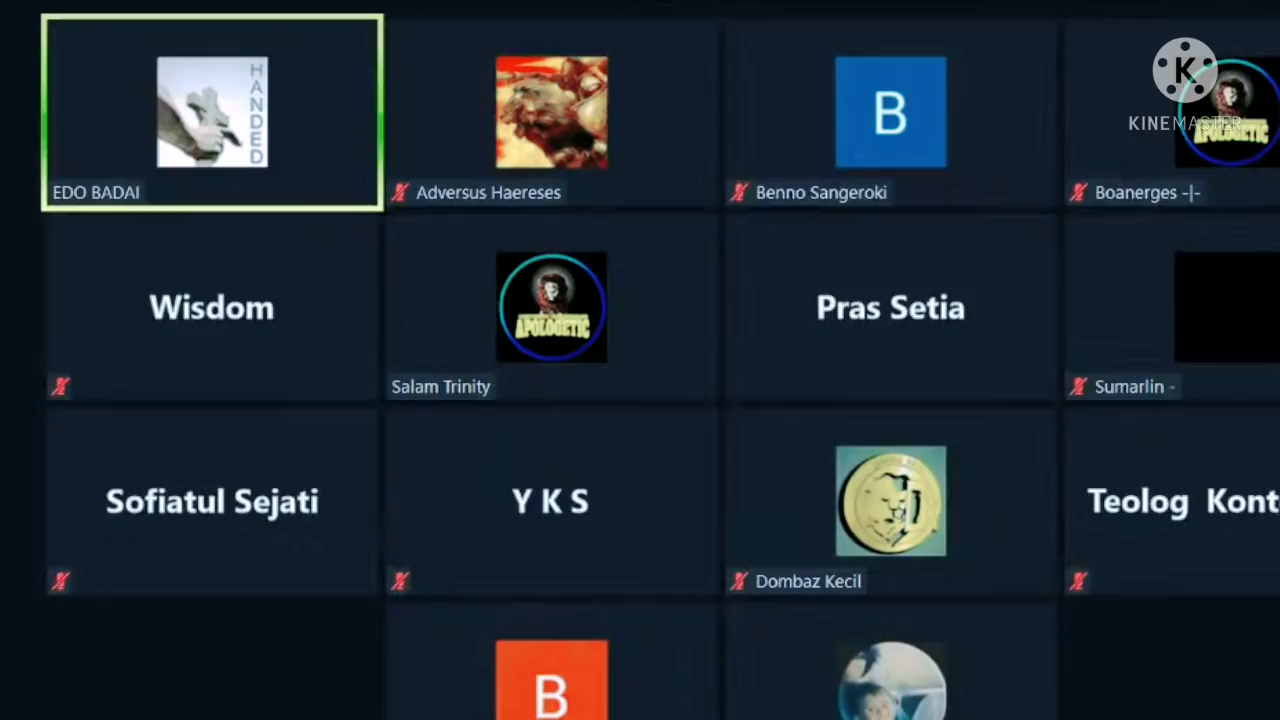 HANDED
B
KINEMASTER
K
APOLOGETIC
EDO BADAI
Adversus Haereses
Benno Sangeroki
Boanerges -|-
Wisdom
APOLOGETIC
Pras Setia
Salam Trinity
Sumarlin -
Sofiatul Sejati
Y K S
Teolog Kont
Dombaz Kecil
B